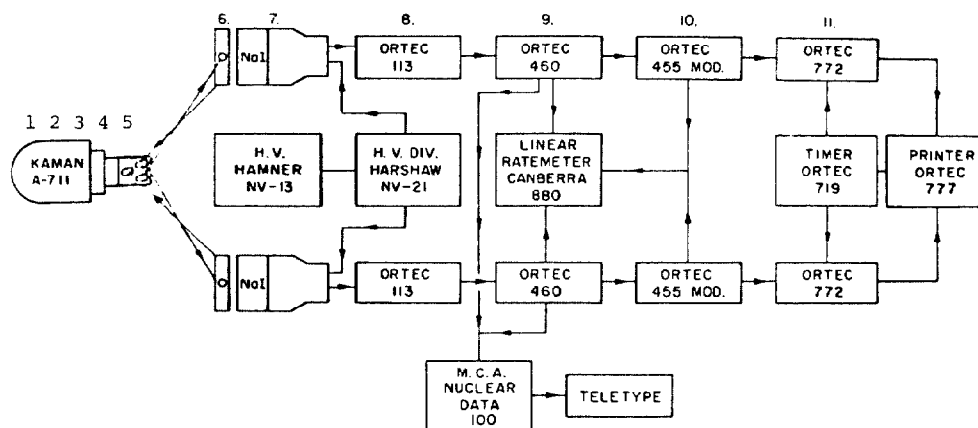 6. 7. 8. 9. 10. 11.
NaI
ORTEC
113
ORTEC
460
ORTEC
455 MOD.
ORTEC
772
1 2 3 4 5
KAMAN
A-711
H. V.
HAMNER
NV-13
H. V. DIV.
HARSHAW
NV-21
LINEAR
RATEMETER
CANBERRA
880
TIMER
ORTEC
719
PRINTER
ORTEC
777
NaI
ORTEC
113
ORTEC
460
ORTEC
455 MOD.
ORTEC
772
M. C. A.
NUCLEAR
DATA
100
TELETYPE